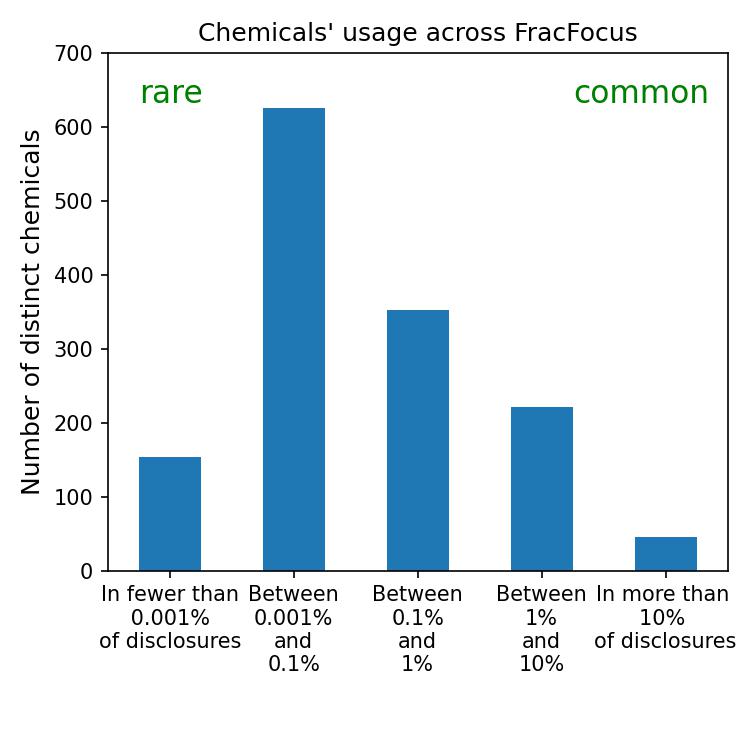 Chemicals' usage across FracFocus
rare
common
Number of distinct chemicals
700
600
500
400
300
200
100
0
In fewer than
0.001%
of disclosures
Between
0.001%
and
0.1%
Between
0.1%
and
1%
Between
1%
and
10%
In more than
10%
of disclosures